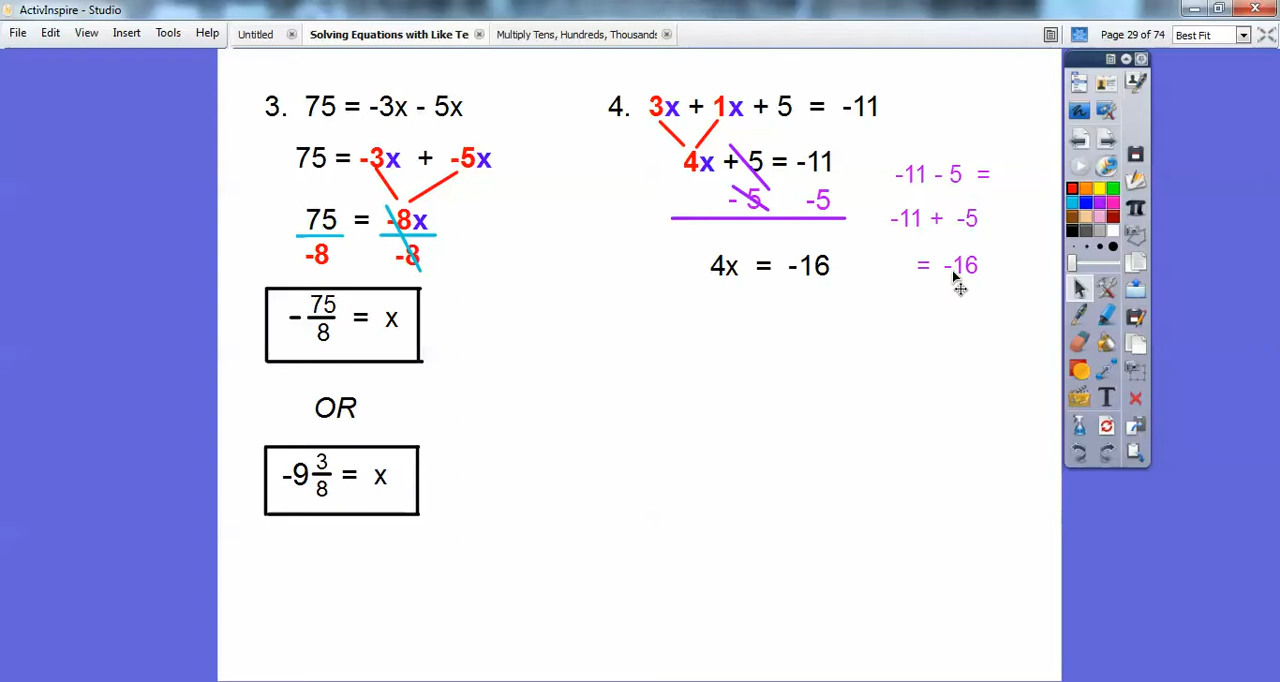 ActivInspire - Studio
File Edit View Insert Tools Help
Untitled Solving Equations with Like Te Multiply Tens, Hundreds, Thousands Page 29 of 74 Best Fit
3. 75 = -3x - 5x
75 = -3x + -5x
75 = -8x
-8 -8
- 75/8 = x
OR
-9 3/8 = x
4. 3x + 1x + 5 = -11
4x + 5 = -11
- 5 -5
4x = -16
-11 - 5 =
-11 + -5
= -16
T